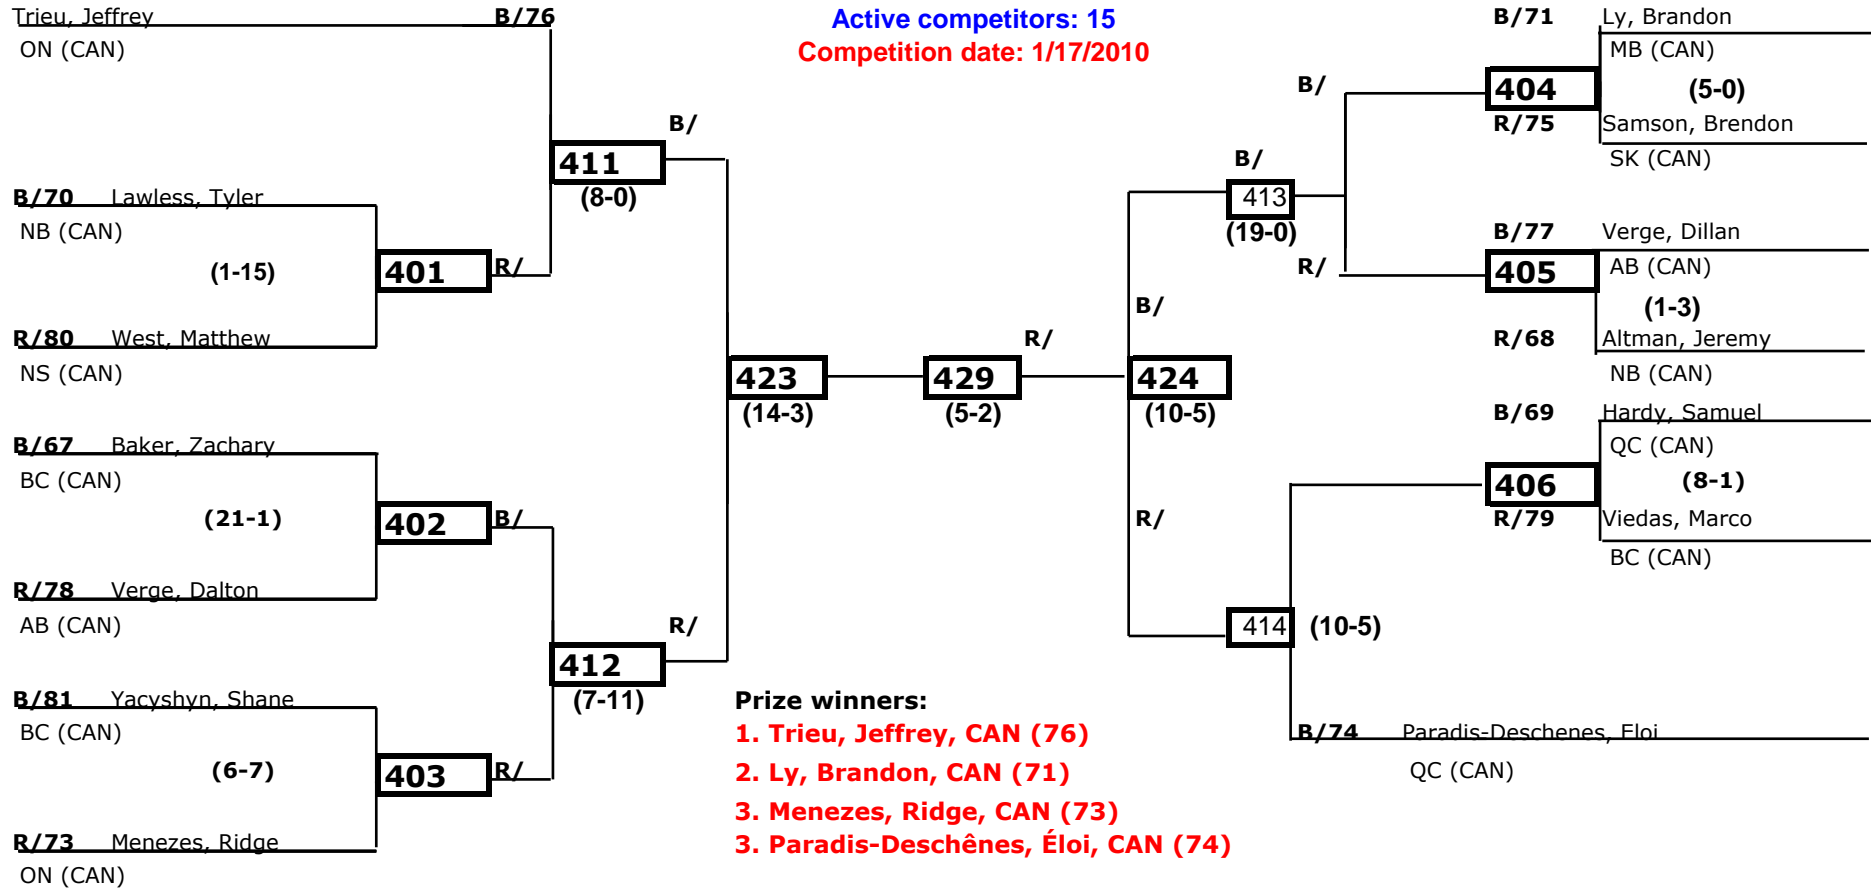 Trieu, Jeffrey B/76
ON (CAN)
Active competitors: 15
Competition date: 1/17/2010
B/71 Ly, Brandon
MB (CAN)
404 (5-0)
R/75 Samson, Brendon
SK (CAN)
B/
B/
411
(8-0)
B/
413
(19-0)
B/70 Lawless, Tyler
NB (CAN)
(1-15) 401 R/
R/80 West, Matthew
NS (CAN)
B/77 Verge, Dillan
R/ 405 AB (CAN)
(1-3)
R/68 Altman, Jeremy
NB (CAN)
B/
R/
423 429 424
(14-3) (5-2) (10-5)
B/67 Baker, Zachary
BC (CAN)
(21-1) 402 B/
R/78 Verge, Dalton
AB (CAN)
B/69 Hardy, Samuel
QC (CAN)
406 (8-1)
R/79 Viedas, Marco
BC (CAN)
R/
R/
412
(7-11)
414 (10-5)
B/81 Yacyshyn, Shane
BC (CAN)
(6-7) 403 R/
R/73 Menezes, Ridge
ON (CAN)
B/74 Paradis-Deschenes, Eloi
QC (CAN)
Prize winners:
1. Trieu, Jeffrey, CAN (76)
2. Ly, Brandon, CAN (71)
3. Menezes, Ridge, CAN (73)
3. Paradis-Deschênes, Éloi, CAN (74)